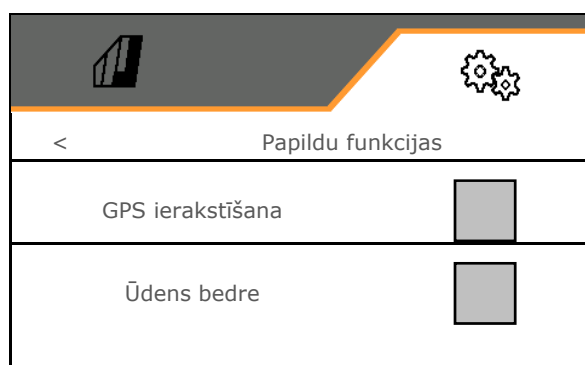 < Papildu funkcijas
GPS ierakstīšana
Ūdens bedre